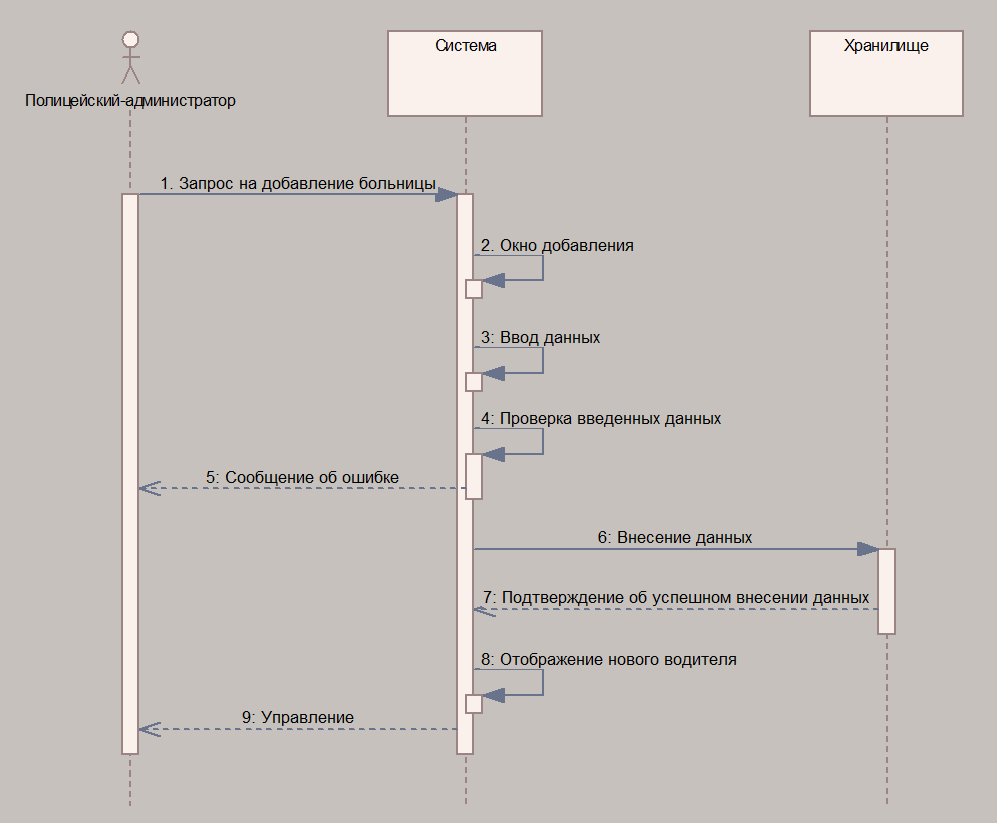 Полицейский-администратор
Система
Хранилище
1. Запрос на добавление больницы
2. Окно добавления
3: Ввод данных
4: Проверка введенных данных
5: Сообщение об ошибке
6: Внесение данных
7: Подтверждение об успешном внесении данных
8: Отображение нового водителя
9: Управление